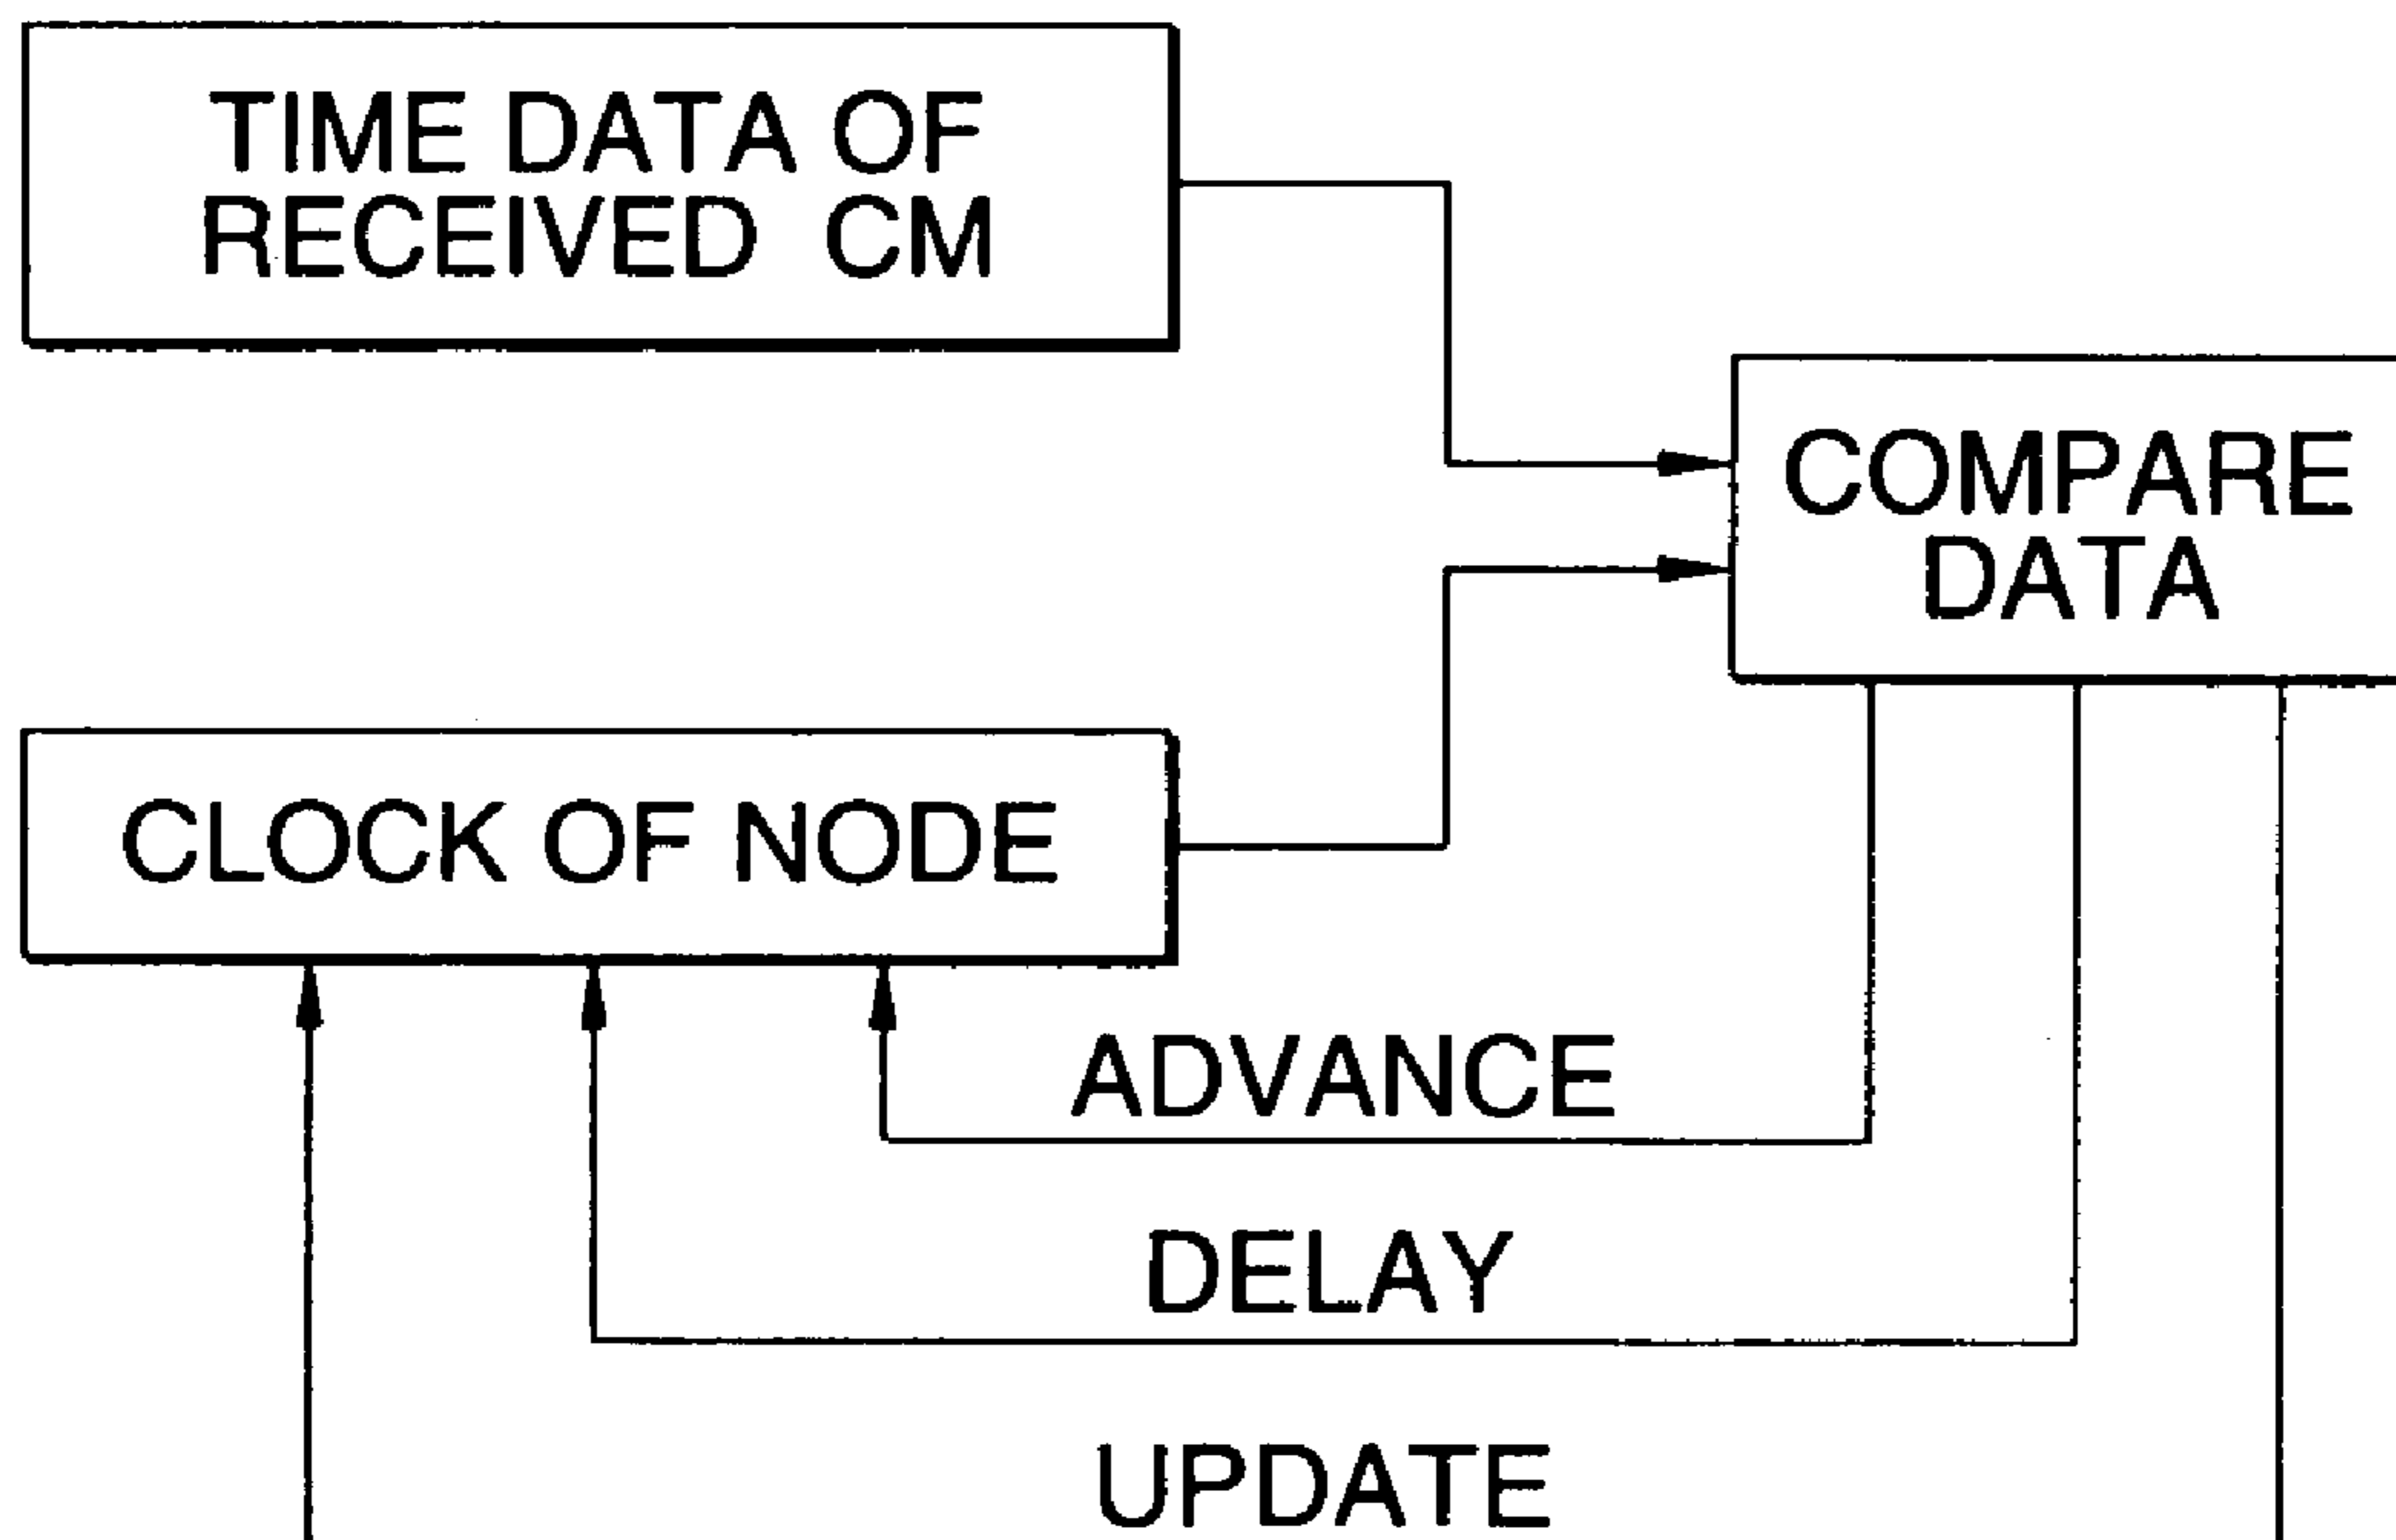 TIME DATA OF
RECEIVED CM
COMPARE
DATA
CLOCK OF NODE
ADVANCE
DELAY
UPDATE